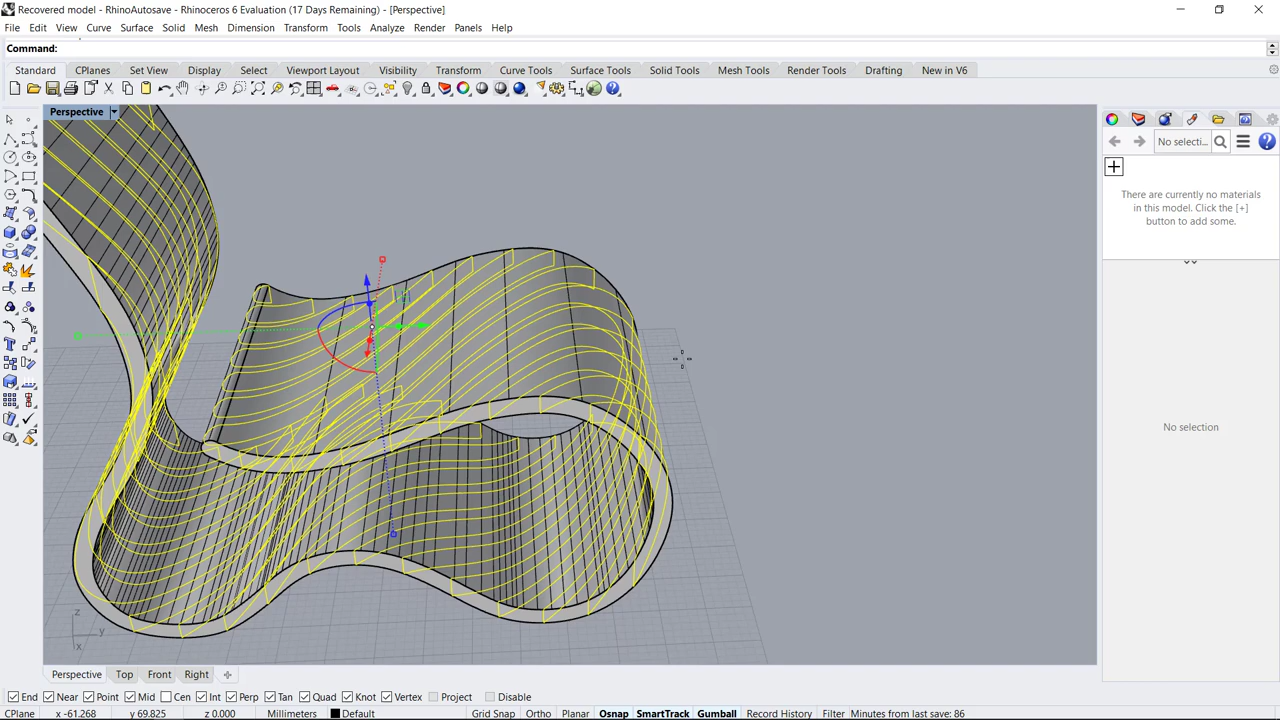 Recovered model - RhinoAutosave - Rhinoceros 6 Evaluation (17 Days Remaining) - [Perspective]
File Edit View Curve Surface Solid Mesh Dimension Transform Tools Analyze Render Panels Help
Command:
Standard CPlanes Set View Display Select Viewport Layout Visibility Transform Curve Tools Surface Tools Solid Tools Mesh Tools Render Tools Drafting New in V6
Perspective
No selecti...
There are currently no materials
in this model. Click the [+]
button to add some.
No selection
z
y
x
Perspective Top Front Right
End Near Point Mid Cen Int Perp Tan Quad Knot Vertex Project Disable
CPlane x -61.268 y 69.825 z 0.000 Millimeters Default Grid Snap Ortho Planar Osnap SmartTrack Gumball Record History Filter Minutes from last save: 86